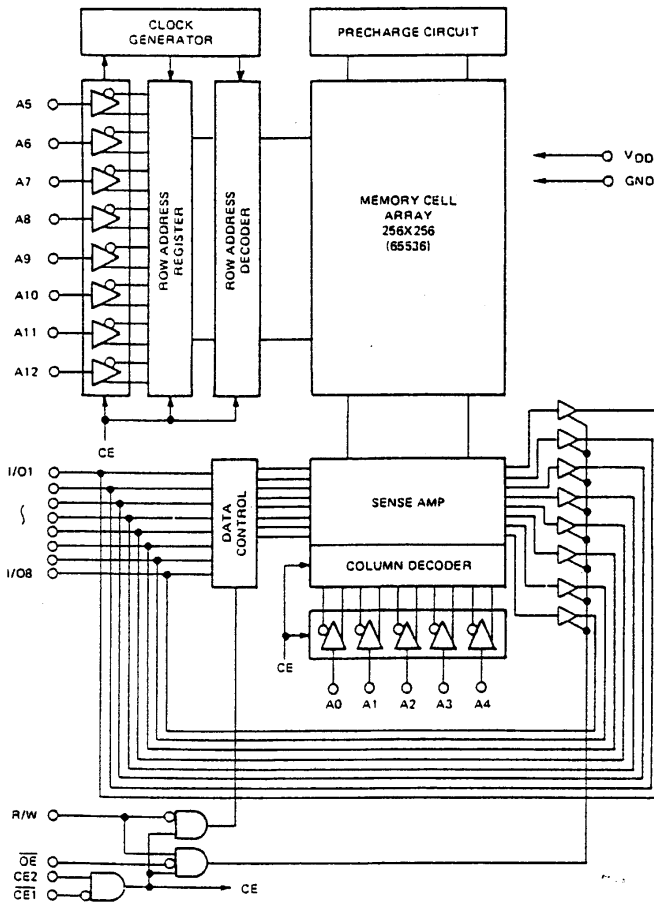 CLOCK
GENERATOR
PRECHARGE CIRCUIT
A5
A6
A7
A8
A9
A10
A11
A12
ROW ADDRESS
REGISTER
ROW ADDRESS
DECODER
MEMORY CELL
ARRAY
256X256
(65536)
VDD
GND
CE
I/O1
I/O8
DATA
CONTROL
SENSE AMP
COLUMN DECODER
CE
A0
A1
A2
A3
A4
R/W
O̅E̅
CE2
C̅E̅1̅
CE